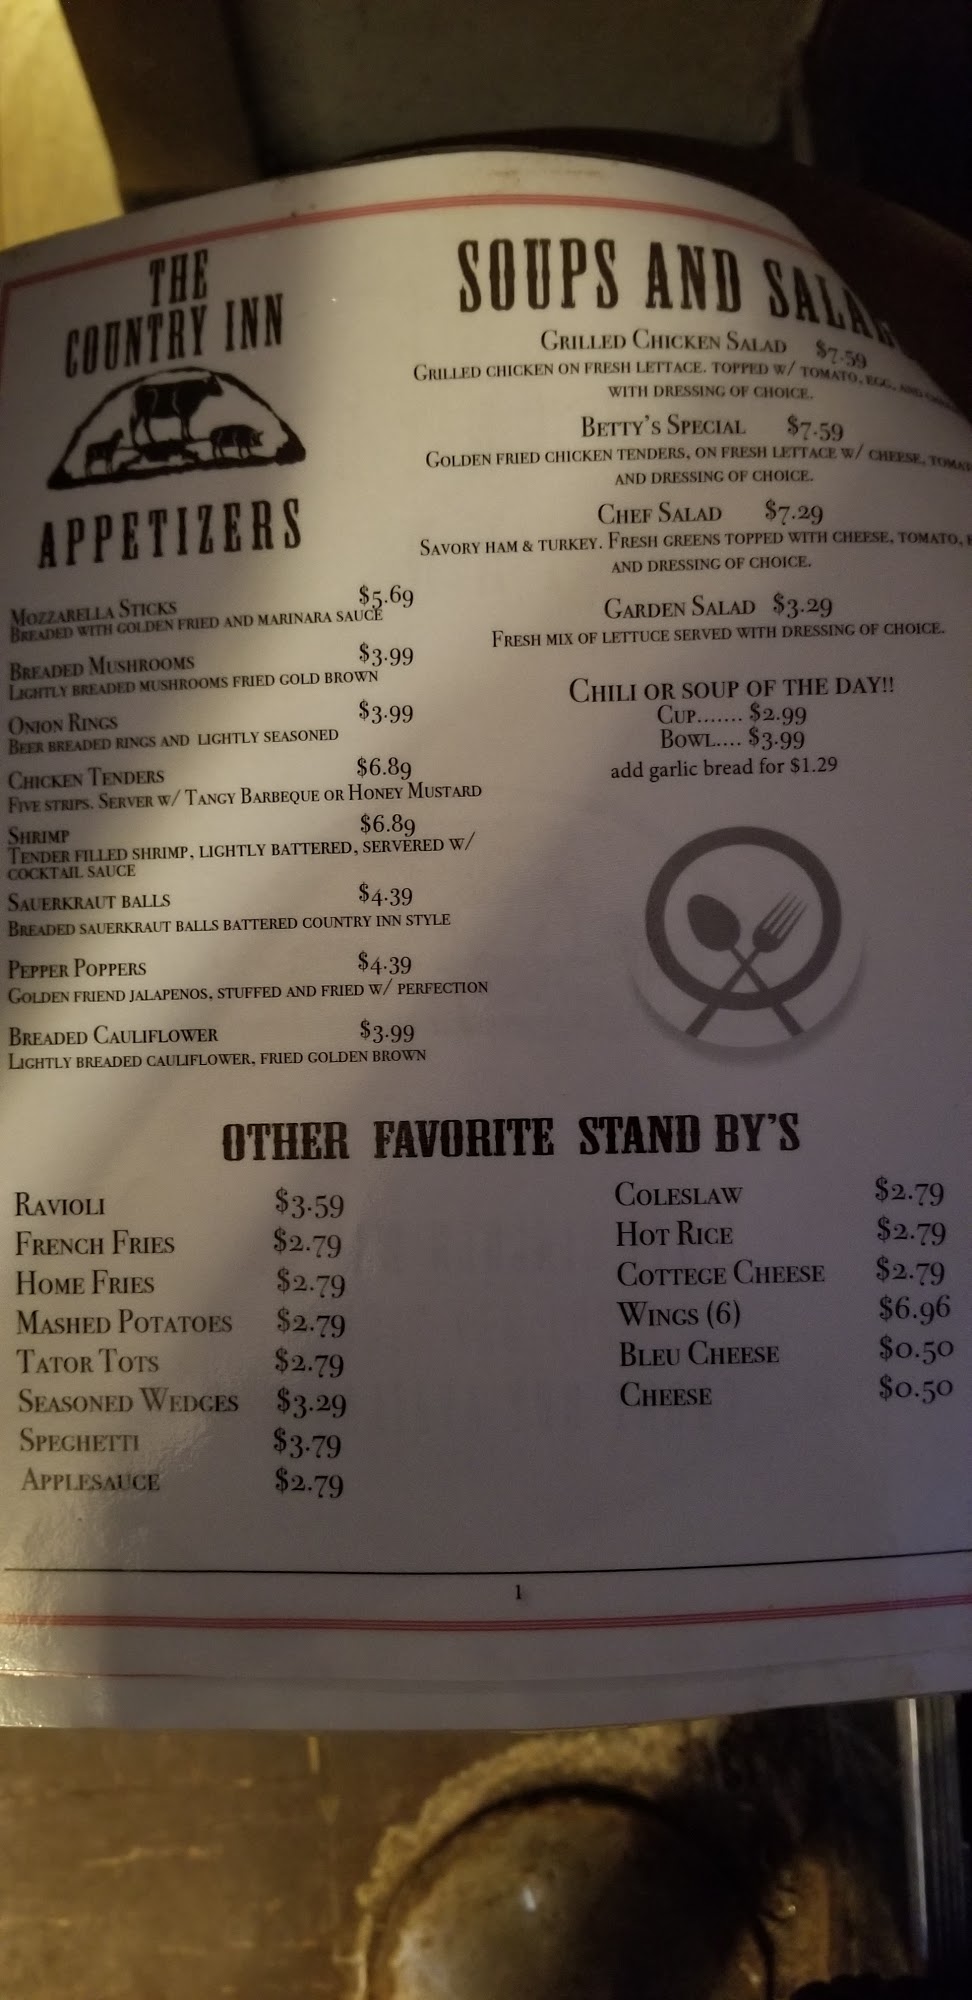 THE
COUNTRY INN
APPETIZERS
MOZZARELLA STICKS $5.69
BREADED WITH GOLDEN FRIED AND MARINARA SAUCE
BREADED MUSHROOMS $3.99
LIGHTLY BREADED MUSHROOMS FRIED GOLD BROWN
ONION RINGS $3.99
BEER BREADED RINGS AND LIGHTLY SEASONED
CHICKEN TENDERS $6.89
FIVE STRIPS. SERVER W/ TANGY BARBEQUE OR HONEY MUSTARD
SHRIMP $6.89
TENDER FILLED SHRIMP, LIGHTLY BATTERED, SERVERED W/
COCKTAIL SAUCE
SAUERKRAUT BALLS $4.39
BREADED SAUERKRAUT BALLS BATTERED COUNTRY INN STYLE
PEPPER POPPERS $4.39
GOLDEN FRIEND JALAPENOS, STUFFED AND FRIED W/ PERFECTION
BREADED CAULIFLOWER $3.99
LIGHTLY BREADED CAULIFLOWER, FRIED GOLDEN BROWN
SOUPS AND
GRILLED CHICKEN SALAD $7.59
GRILLED CHICKEN ON FRESH LETTACE. TOPPED W/ TOMATO, EGG, AND
WITH DRESSING OF CHOICE.
BETTY'S SPECIAL $7.59
GOLDEN FRIED CHICKEN TENDERS, ON FRESH LETTACE W/ CHEESE,
AND DRESSING OF CHOICE.
CHEF SALAD $7.29
SAVORY HAM & TURKEY. FRESH GREENS TOPPED WITH CHEESE, TOMATO,
AND DRESSING OF CHOICE.
GARDEN SALAD $3.29
FRESH MIX OF LETTUCE SERVED WITH DRESSING OF CHOICE.
CHILI OR SOUP OF THE DAY!!
CUP....... $2.99
BOWL.... $3.99
add garlic bread for $1.29
OTHER FAVORITE STAND BY'S
RAVIOLI $3.59
FRENCH FRIES $2.79
HOME FRIES $2.79
MASHED POTATOES $2.79
TATOR TOTS $2.79
SEASONED WEDGES $3.29
SPEGHETTI $3.79
APPLESAUCE $2.79
COLESLAW $2.79
HOT RICE $2.79
COTTEGE CHEESE $2.79
WINGS (6) $6.96
BLEU CHEESE $0.50
CHEESE $0.50
1